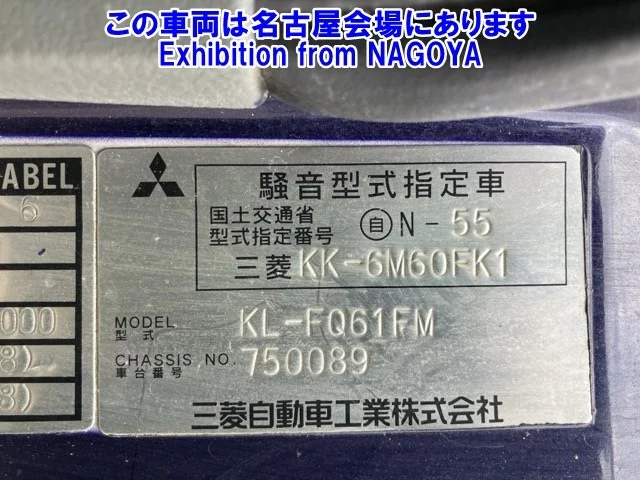 この車両は名古屋会場にあります
Exhibition from NAGOYA
ABEL
6
000
騒音型式指定車
国土交通省
型式指定番号 自 N-55
三菱 KK-6M60FK1
MODEL
型式 KL-FQ61FM
CHASSIS NO.
車台番号 750089
三菱自動車工業株式会社